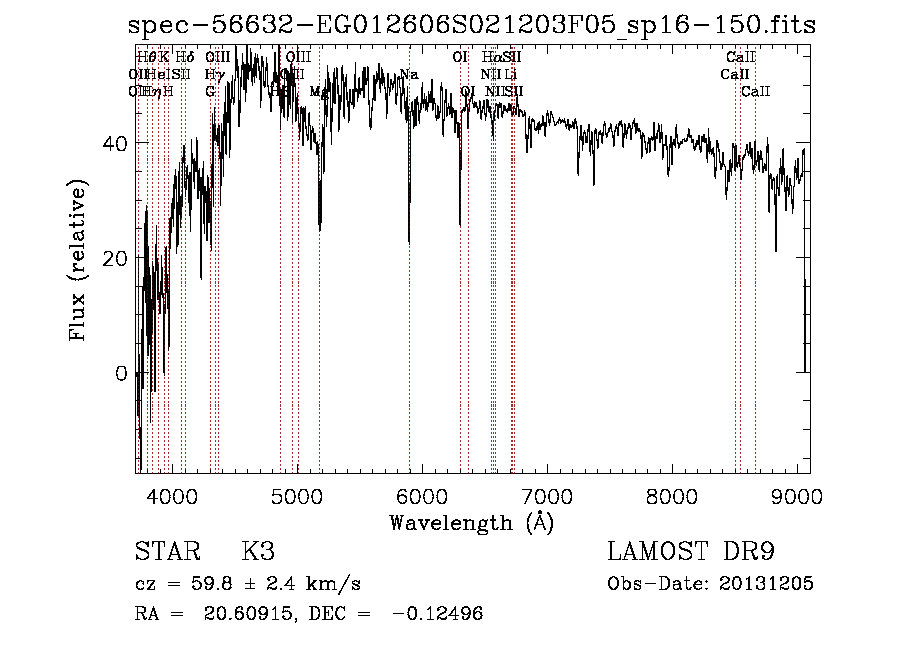 spec-56632-EG012606S021203F05_sp16-150.fits
Hθ K Hδ OIII OIII OI Hα SII CaII
OII HeI SII Hγ OIII Na NII Li CaII
OII Hη H G Hβ Mg OI NII SII CaII
40
20
0
Flux (relative)
4000 5000 6000 7000 8000 9000
Wavelength (Å)
STAR K3 LAMOST DR9
cz = 59.8 ± 2.4 km/s Obs-Date: 20131205
RA = 20.60915, DEC = -0.12496